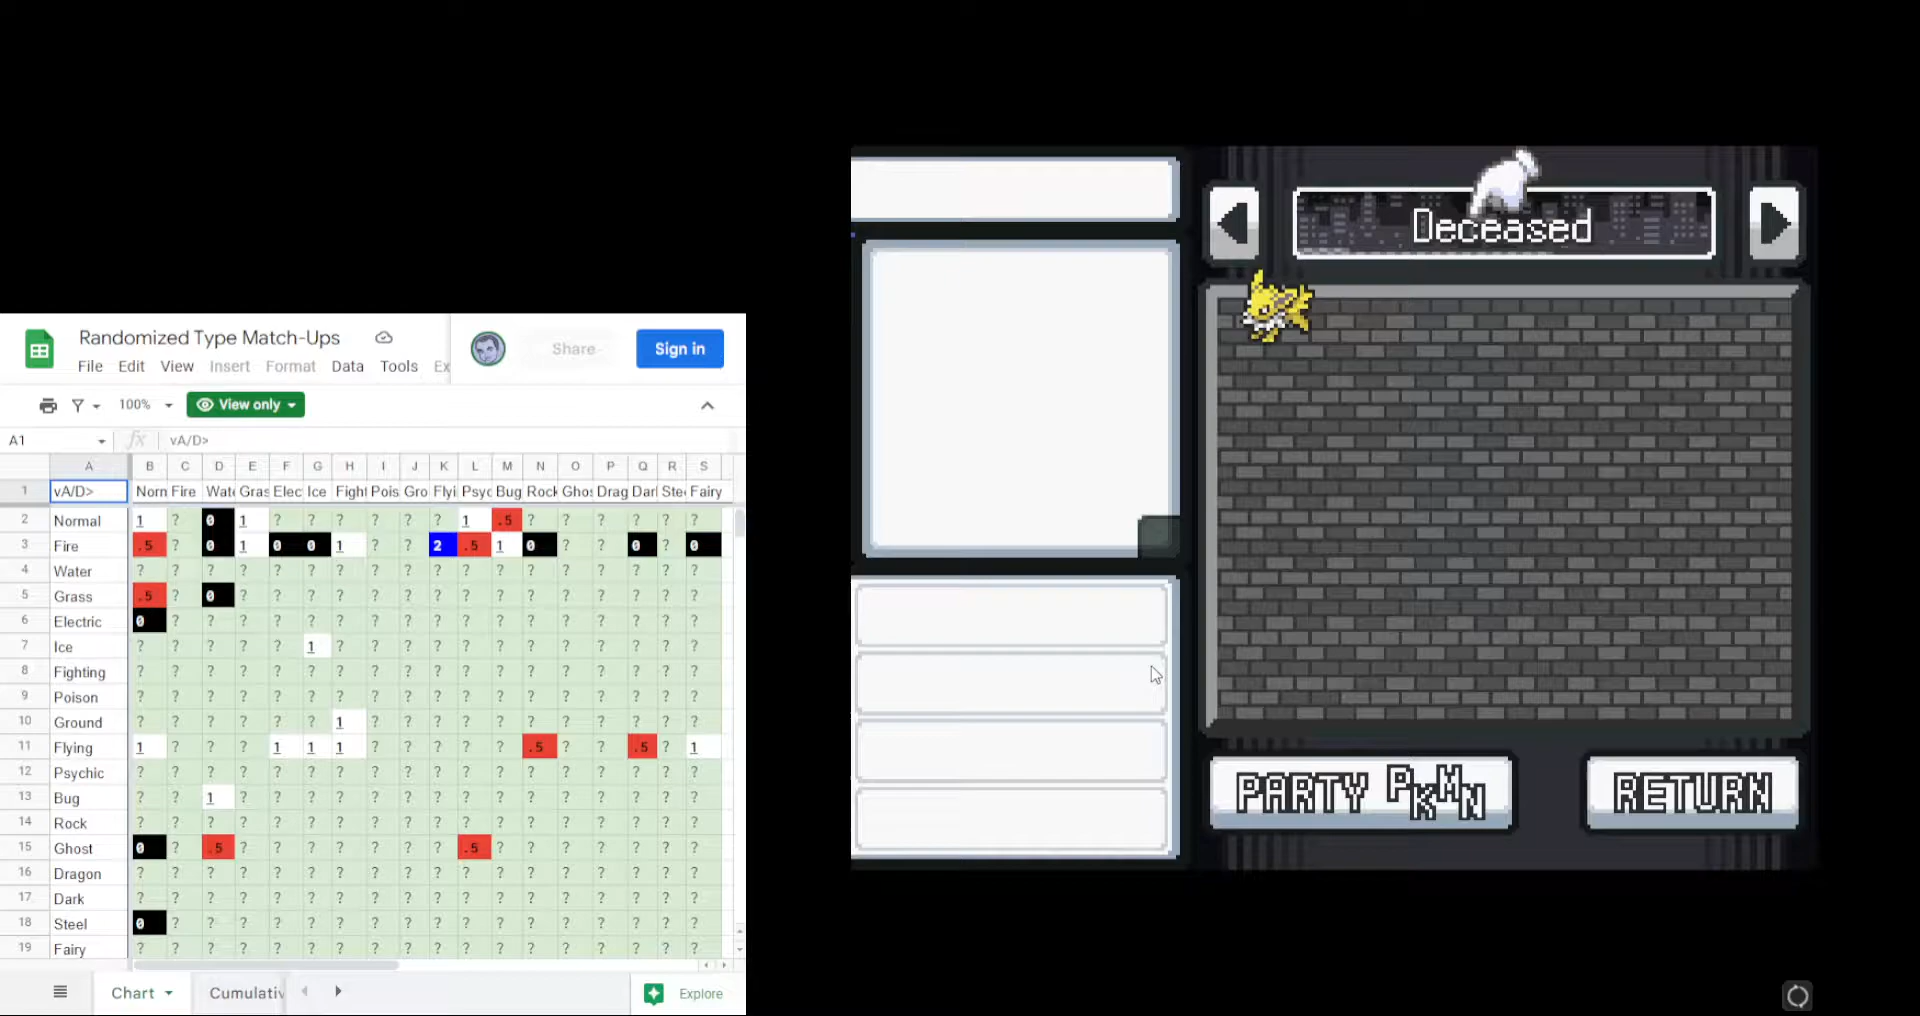 Randomized Type Match-Ups
Share
Sign in
File Edit View Insert Format Data Tools Ex
100% View only
A1 fx vA/D>
A B C D E F G H I J K L M N O P Q R S
1 vA/D> Norn Fire Wate Gras Elec Ice Fight Pois Gro Flyi Psyc Bug Rock Ghos Drag Dark Stee Fairy
2 Normal 1 ? 0 1 ? ? ? ? ? ? 1 .5 ? ? ? ? ? ?
3 Fire .5 ? 0 1 0 0 1 ? ? 2 .5 1 0 ? ? 0 ? 0
4 Water ? ? ? ? ? ? ? ? ? ? ? ? ? ? ? ? ? ?
5 Grass .5 ? 0 ? ? ? ? ? ? ? ? ? ? ? ? ? ? ?
6 Electric 0 ? ? ? ? ? ? ? ? ? ? ? ? ? ? ? ? ?
7 Ice ? ? ? ? ? 1 ? ? ? ? ? ? ? ? ? ? ? ?
8 Fighting ? ? ? ? ? ? ? ? ? ? ? ? ? ? ? ? ? ?
9 Poison ? ? ? ? ? ? ? ? ? ? ? ? ? ? ? ? ? ?
10 Ground ? ? ? ? ? ? 1 ? ? ? ? ? ? ? ? ? ? ?
11 Flying 1 ? ? ? 1 1 1 ? ? ? ? ? .5 ? ? .5 ? 1
12 Psychic ? ? ? ? ? ? ? ? ? ? ? ? ? ? ? ? ? ?
13 Bug ? ? 1 ? ? ? ? ? ? ? ? ? ? ? ? ? ? ?
14 Rock ? ? ? ? ? ? ? ? ? ? ? ? ? ? ? ? ? ?
15 Ghost 0 ? .5 ? ? ? ? ? ? ? .5 ? ? ? ? ? ? ?
16 Dragon ? ? ? ? ? ? ? ? ? ? ? ? ? ? ? ? ? ?
17 Dark ? ? ? ? ? ? ? ? ? ? ? ? ? ? ? ? ? ?
18 Steel 0 ? ? ? ? ? ? ? ? ? ? ? ? ? ? ? ? ?
19 Fairy ? ? ? ? ? ? ? ? ? ? ? ? ? ? ? ? ? ?
Chart Cumulativ Explore
Deceased
PARTY PKMN RETURN